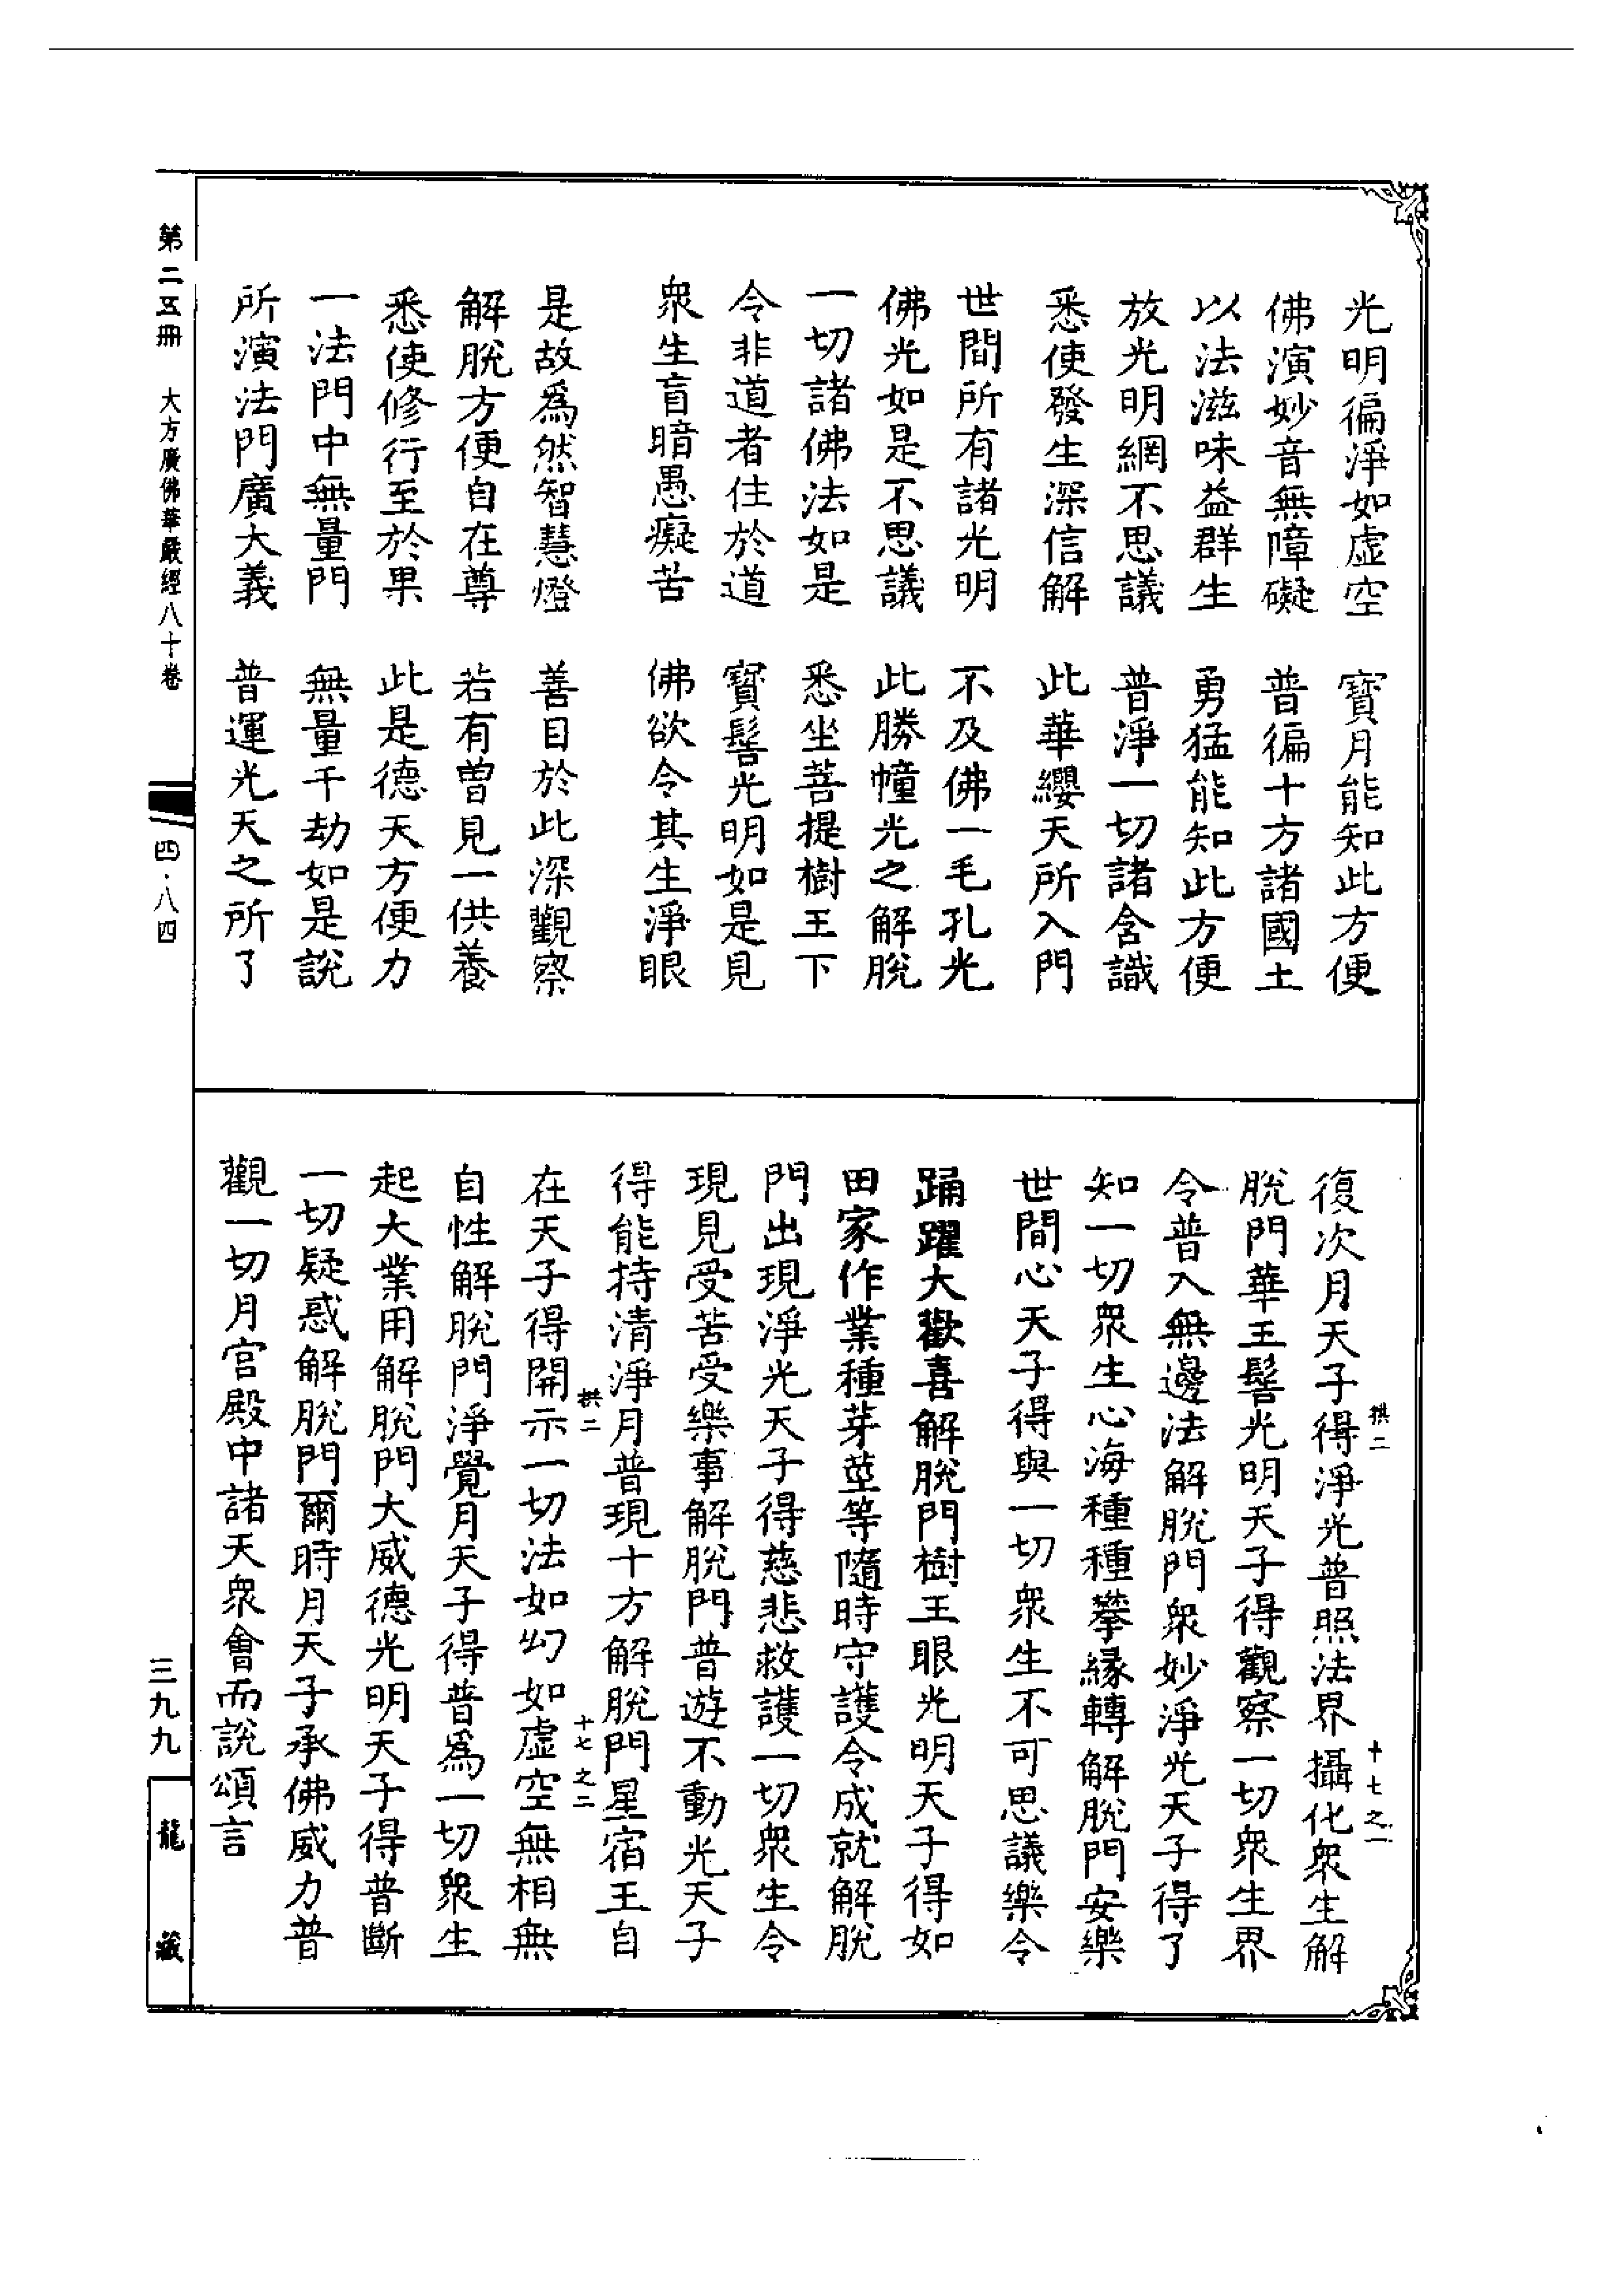 光明徧淨如虛空　寶月能知此方便
佛演妙音無障礙　普徧十方諸國土
以法滋味益群生　勇猛能知此方便
放光明網不思議　普淨一切諸含識
悉使發生深信解　此華纓天所入門
世間所有諸光明　不及佛一毛孔光
佛光如是不思議　此勝幢光之解脫
一切諸佛法如是　悉坐菩提樹王下
令非道者住於道　寶髻光明如是見
衆生盲暗愚癡苦　佛欲令其生淨眼
是故爲然智慧燈　善目於此深觀察
解脫方便自在尊　若有曾見一供養
悉使修行至於果　此是德天方便力
一法門中無量門　無量千劫如是說
所演法門廣大義　普運光天之所了
復次月天子得淨光普照法界攝化衆生解
脫門華王髻光明天子得觀察一切衆生界
令普入無邊法解脫門衆妙淨光天子得了
知一切衆生心海種種攀緣轉解脫門安樂
世間心天子得與一切衆生不可思議樂令
踊躍大歡喜解脫門樹王眼光明天子得如
田家作業種芽莖等隨時守護令成就解脫
門出現淨光天子得慈悲救護一切衆生令
現見受苦受樂事解脫門普遊不動光天子
得能持清淨月普現十方解脫門星宿王自
在天子得開示一切法如幻如虛空無相無
自性解脫門淨覺月天子得普爲一切衆生
起大業用解脫門大威德光明天子得普斷
一切疑惑解脫門爾時月天子承佛威力普
觀一切月宮殿中諸天衆會而說頌言
拱二
十七之一
拱二
十七之二
第二五冊　大方廣佛華嚴經八十卷
四·八四
三九九
龍藏